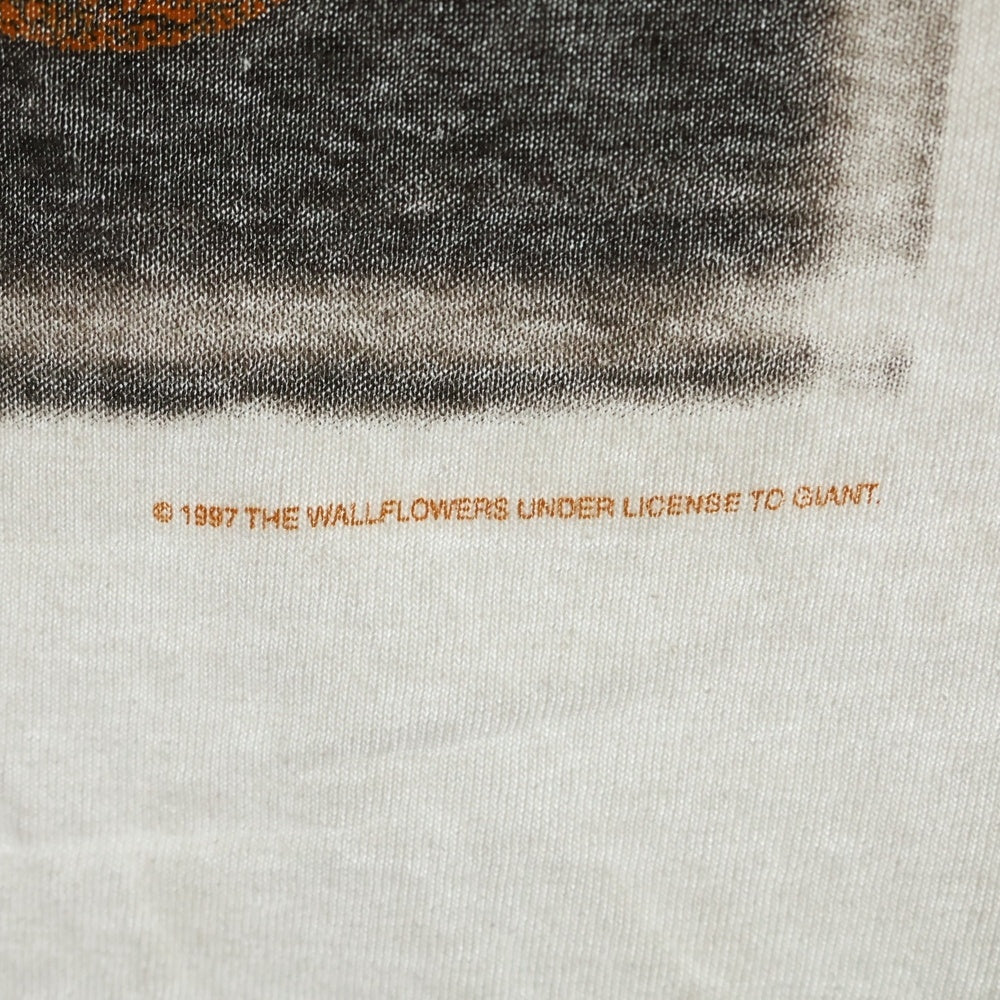 © 1997 THE WALLFLOWERS UNDER LICENSE TO GIANT.